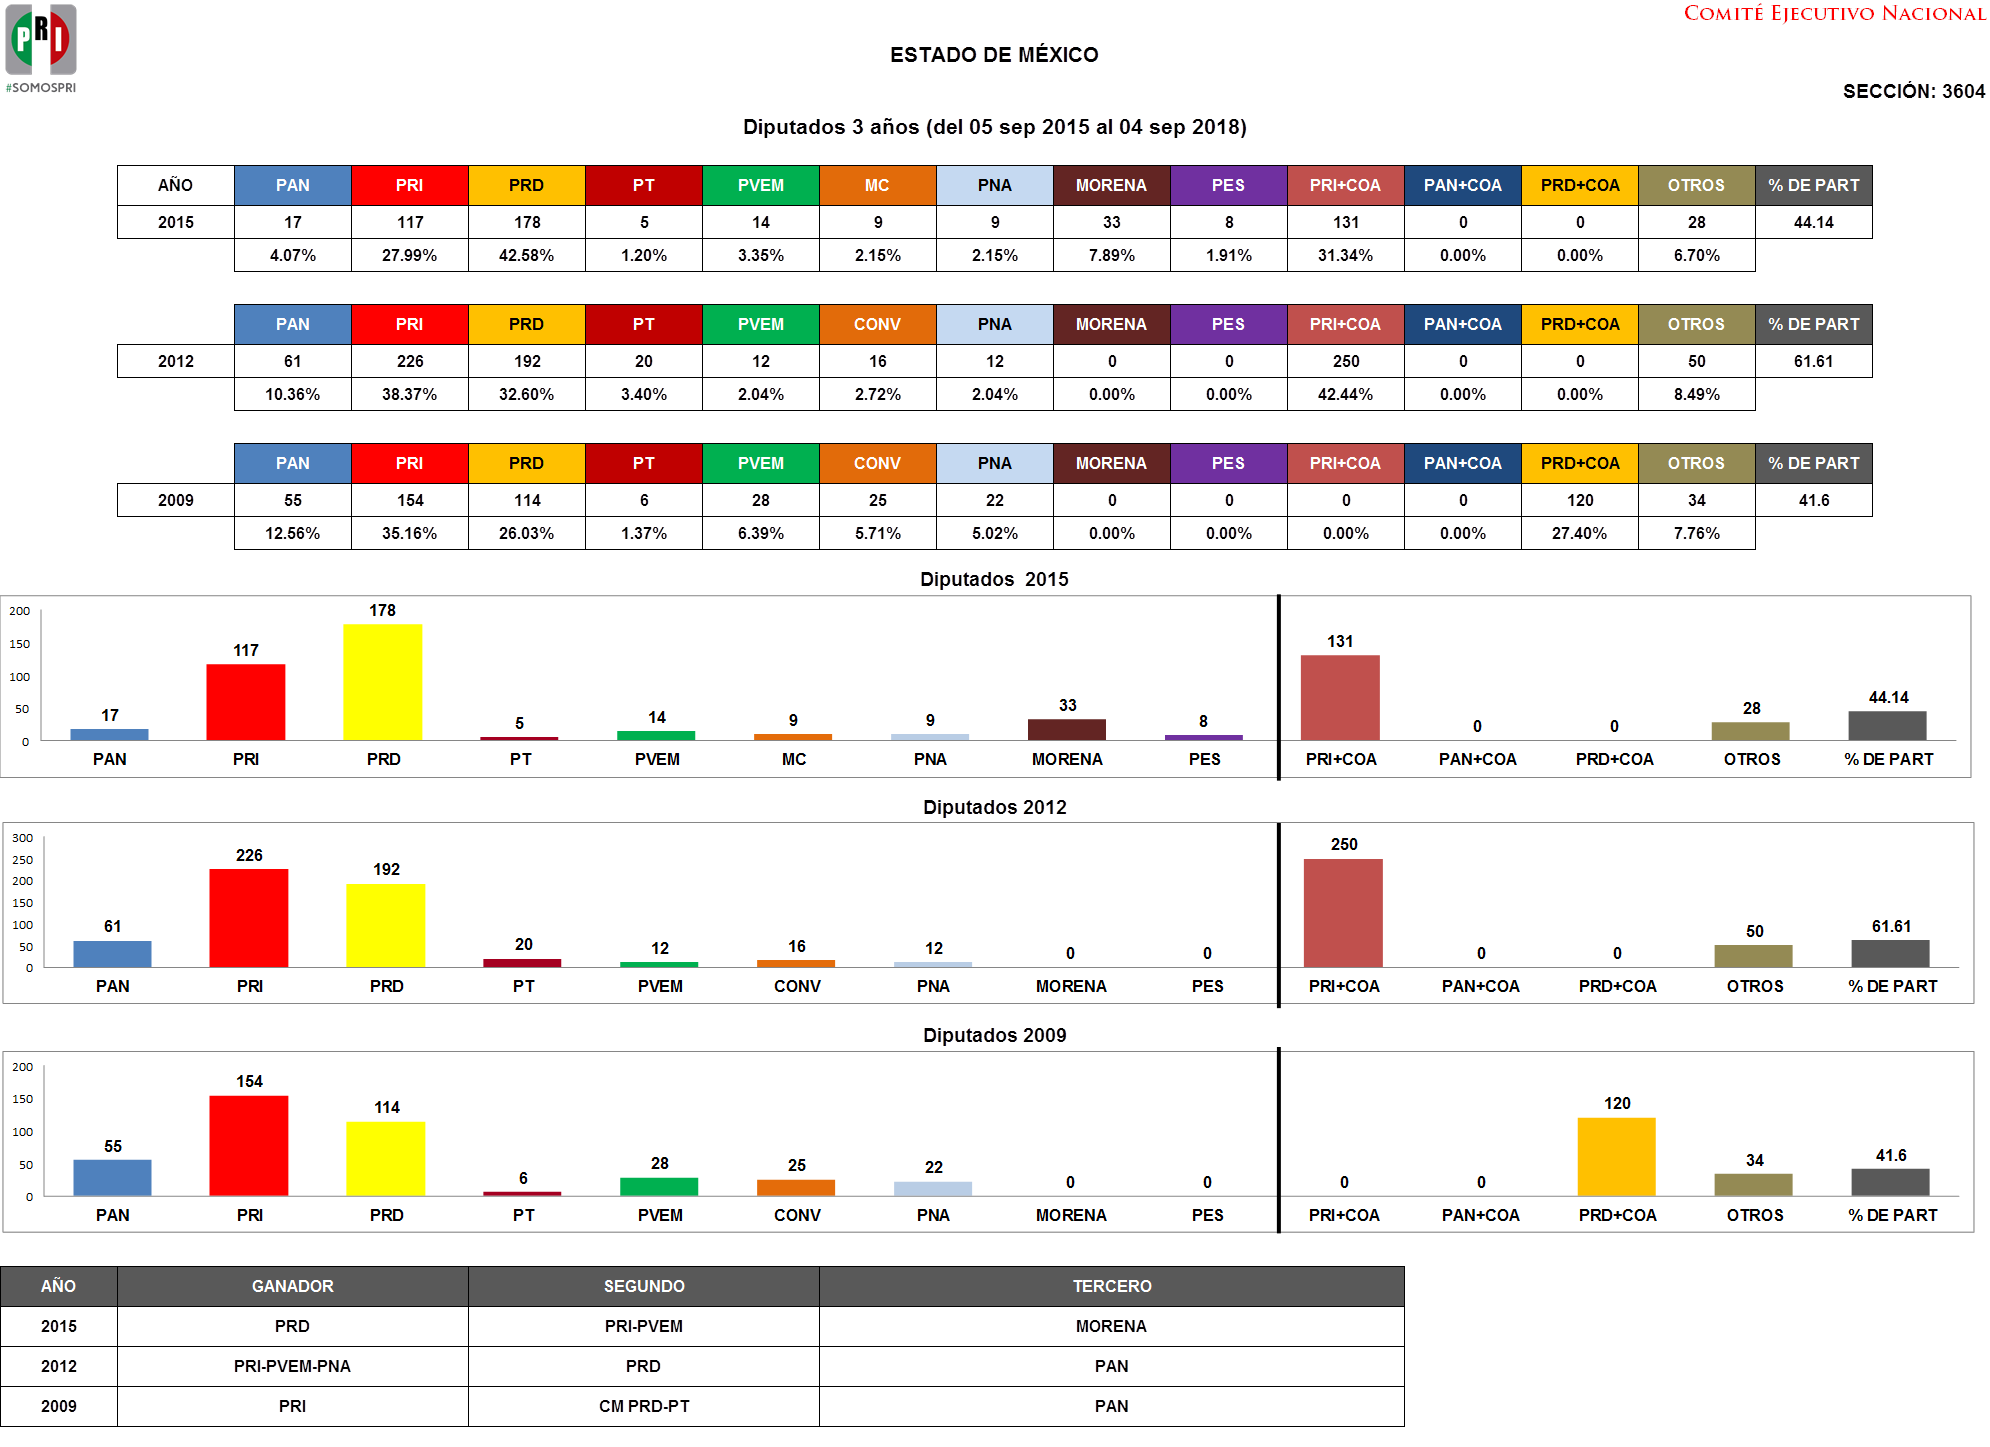 PRI
#SOMOSPRI
COMITÉ EJECUTIVO NACIONAL
ESTADO DE MÉXICO
SECCIÓN: 3604
Diputados 3 años (del 05 sep 2015 al 04 sep 2018)
AÑO PAN PRI PRD PT PVEM MC PNA MORENA PES PRI+COA PAN+COA PRD+COA OTROS % DE PART
2015 17 117 178 5 14 9 9 33 8 131 0 0 28 44.14
4.07% 27.99% 42.58% 1.20% 3.35% 2.15% 2.15% 7.89% 1.91% 31.34% 0.00% 0.00% 6.70%
PAN PRI PRD PT PVEM CONV PNA MORENA PES PRI+COA PAN+COA PRD+COA OTROS % DE PART
2012 61 226 192 20 12 16 12 0 0 250 0 0 50 61.61
10.36% 38.37% 32.60% 3.40% 2.04% 2.72% 2.04% 0.00% 0.00% 42.44% 0.00% 0.00% 8.49%
PAN PRI PRD PT PVEM CONV PNA MORENA PES PRI+COA PAN+COA PRD+COA OTROS % DE PART
2009 55 154 114 6 28 25 22 0 0 0 0 120 34 41.6
12.56% 35.16% 26.03% 1.37% 6.39% 5.71% 5.02% 0.00% 0.00% 0.00% 0.00% 27.40% 7.76%
Diputados 2015
200
150
100
50
0
17 117 178 5 14 9 9 33 8 131 0 0 28 44.14
PAN PRI PRD PT PVEM MC PNA MORENA PES PRI+COA PAN+COA PRD+COA OTROS % DE PART
Diputados 2012
300
250
200
150
100
50
0
61 226 192 20 12 16 12 0 0 250 0 0 50 61.61
PAN PRI PRD PT PVEM CONV PNA MORENA PES PRI+COA PAN+COA PRD+COA OTROS % DE PART
Diputados 2009
200
150
100
50
0
55 154 114 6 28 25 22 0 0 0 0 120 34 41.6
PAN PRI PRD PT PVEM CONV PNA MORENA PES PRI+COA PAN+COA PRD+COA OTROS % DE PART
AÑO GANADOR SEGUNDO TERCERO
2015 PRD PRI-PVEM MORENA
2012 PRI-PVEM-PNA PRD PAN
2009 PRI CM PRD-PT PAN